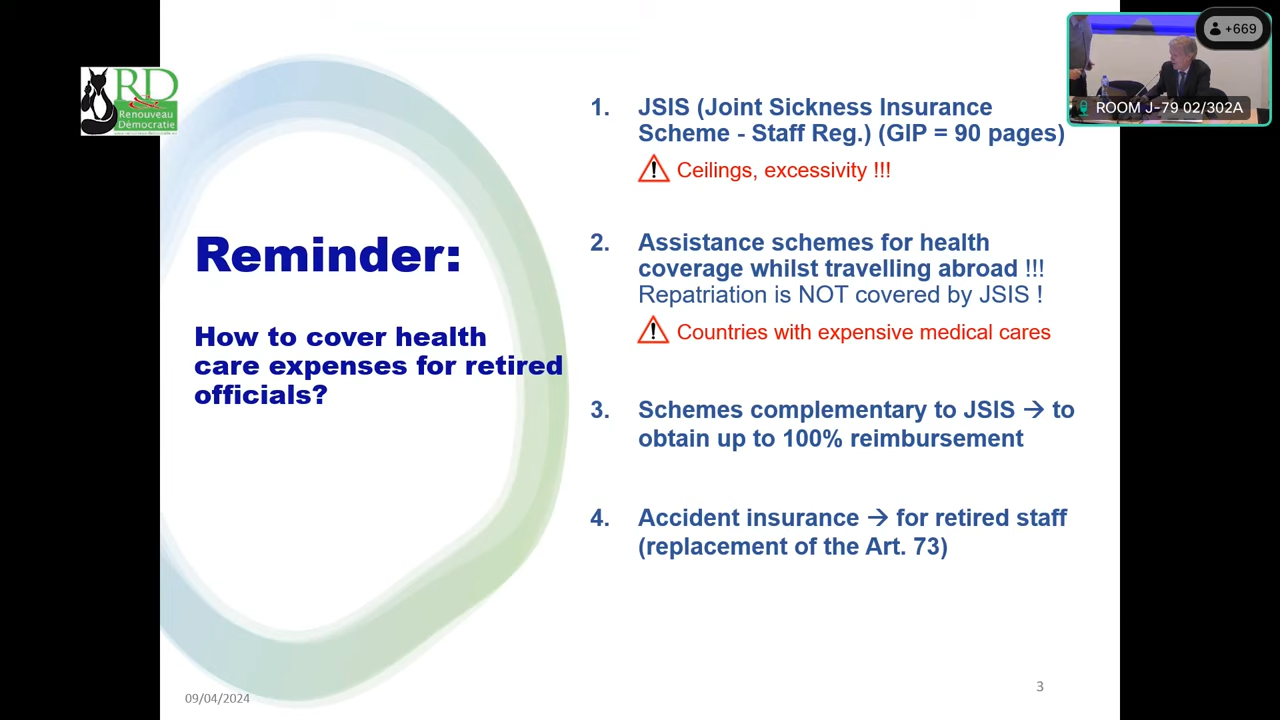 RD
&
Renouveau
Démocratie
+669
ROOM J-79 02/302A
Reminder:
How to cover health
care expenses for retired
officials?
1. JSIS (Joint Sickness Insurance
Scheme - Staff Reg.) (GIP = 90 pages)
Ceilings, excessivity !!!
2. Assistance schemes for health
coverage whilst travelling abroad !!!
Repatriation is NOT covered by JSIS !
Countries with expensive medical cares
3. Schemes complementary to JSIS → to
obtain up to 100% reimbursement
4. Accident insurance → for retired staff
(replacement of the Art. 73)
09/04/2024
3